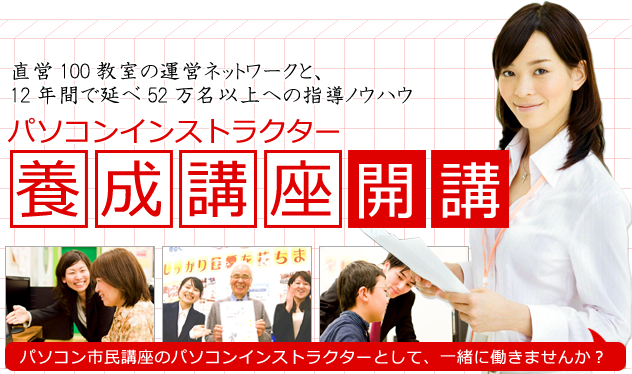 直営100教室の運営ネットワークと、
12年間で延べ52万名以上への指導ノウハウ
パソコンインストラクター
養成講座開講
パソコン市民講座のパソコンインストラクターとして、一緒に働きませんか？